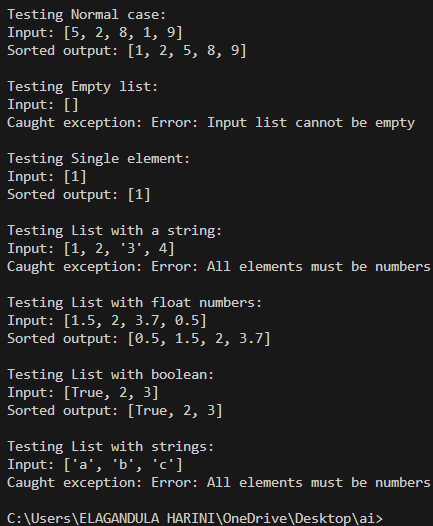 Testing Normal case:
Input: [5, 2, 8, 1, 9]
Sorted output: [1, 2, 5, 8, 9]

Testing Empty list:
Input: []
Caught exception: Error: Input list cannot be empty

Testing Single element:
Input: [1]
Sorted output: [1]

Testing List with a string:
Input: [1, 2, '3', 4]
Caught exception: Error: All elements must be numbers

Testing List with float numbers:
Input: [1.5, 2, 3.7, 0.5]
Sorted output: [0.5, 1.5, 2, 3.7]

Testing List with boolean:
Input: [True, 2, 3]
Sorted output: [True, 2, 3]

Testing List with strings:
Input: ['a', 'b', 'c']
Caught exception: Error: All elements must be numbers

C:\Users\ELAGANDULA HARINI\OneDrive\Desktop\ai>